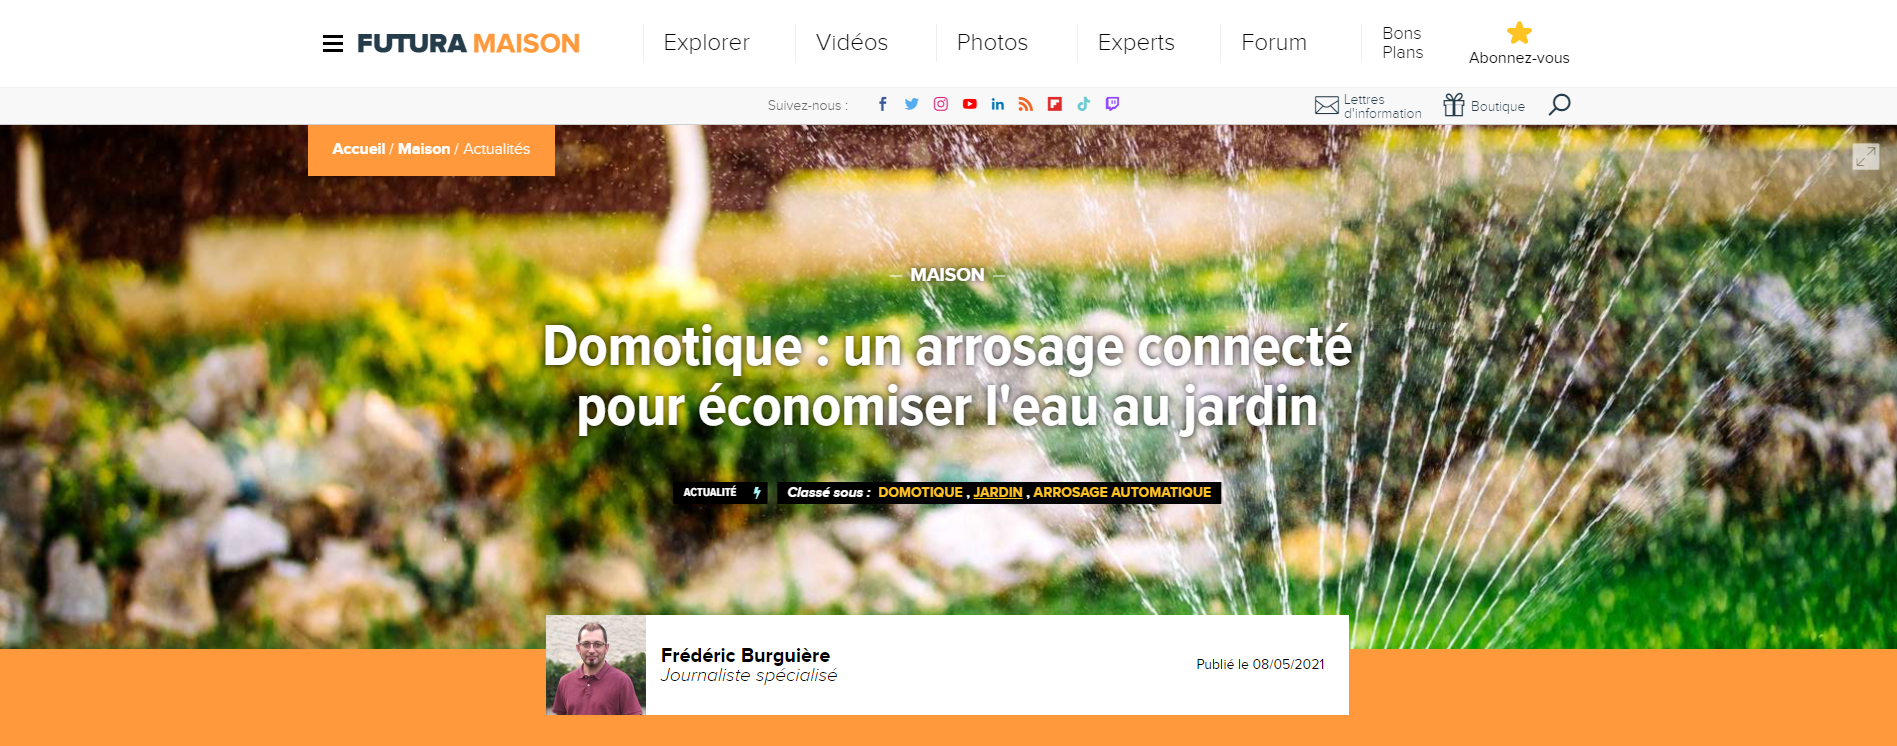 FUTURA MAISON
Explorer
Vidéos
Photos
Experts
Forum
Bons
Plans
Abonnez-vous
Suivez-nous :
Lettres
d'information
Boutique
Accueil / Maison / Actualités
— MAISON —
Domotique : un arrosage connecté
pour économiser l'eau au jardin
ACTUALITÉ
Classé sous : DOMOTIQUE , JARDIN , ARROSAGE AUTOMATIQUE
Frédéric Burguière
Journaliste spécialisé
Publié le 08/05/2021